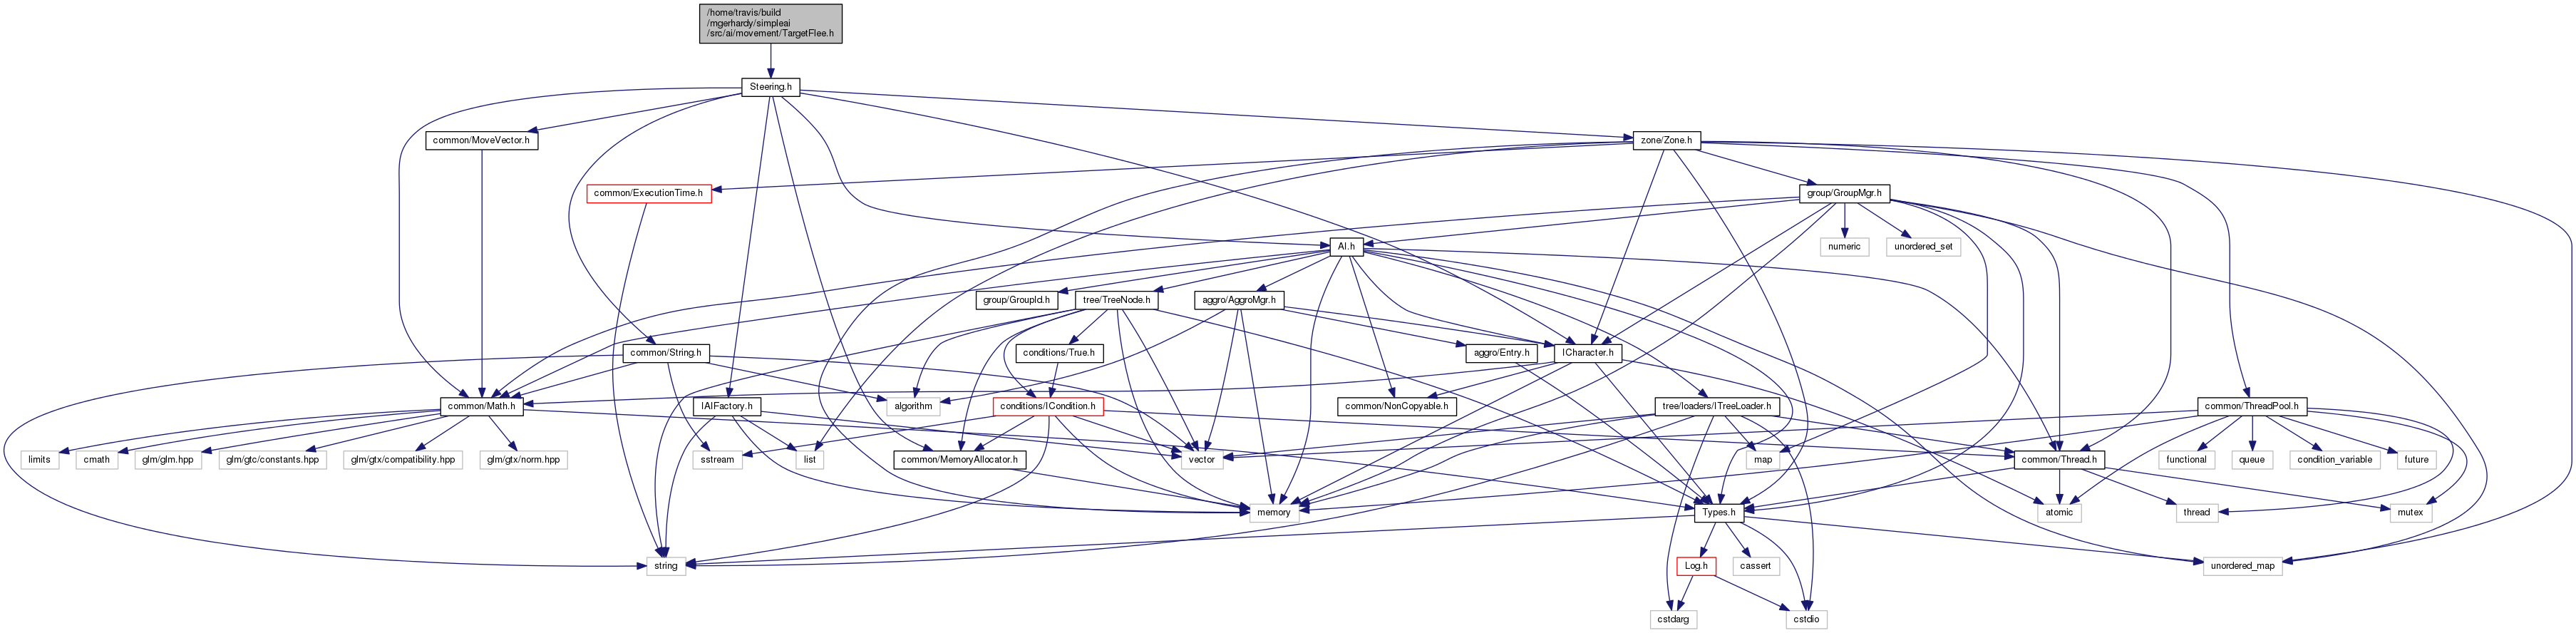 /home/travis/build
/mgerhardy/simpleai
/src/ai/movement/TargetFlee.h
Steering.h
common/MoveVector.h
zone/Zone.h
common/ExecutionTime.h
group/GroupMgr.h
AI.h
numeric
unordered_set
group/GroupId.h
tree/TreeNode.h
aggro/AggroMgr.h
common/String.h
conditions/True.h
aggro/Entry.h
ICharacter.h
common/Math.h
IAIFactory.h
algorithm
conditions/ICondition.h
common/NonCopyable.h
tree/loaders/ITreeLoader.h
common/ThreadPool.h
limits
cmath
glm/glm.hpp
glm/gtc/constants.hpp
glm/gtx/compatibility.hpp
glm/gtx/norm.hpp
sstream
list
common/MemoryAllocator.h
vector
map
common/Thread.h
functional
queue
condition_variable
future
memory
Types.h
atomic
thread
mutex
string
Log.h
cassert
unordered_map
cstdarg
cstdio